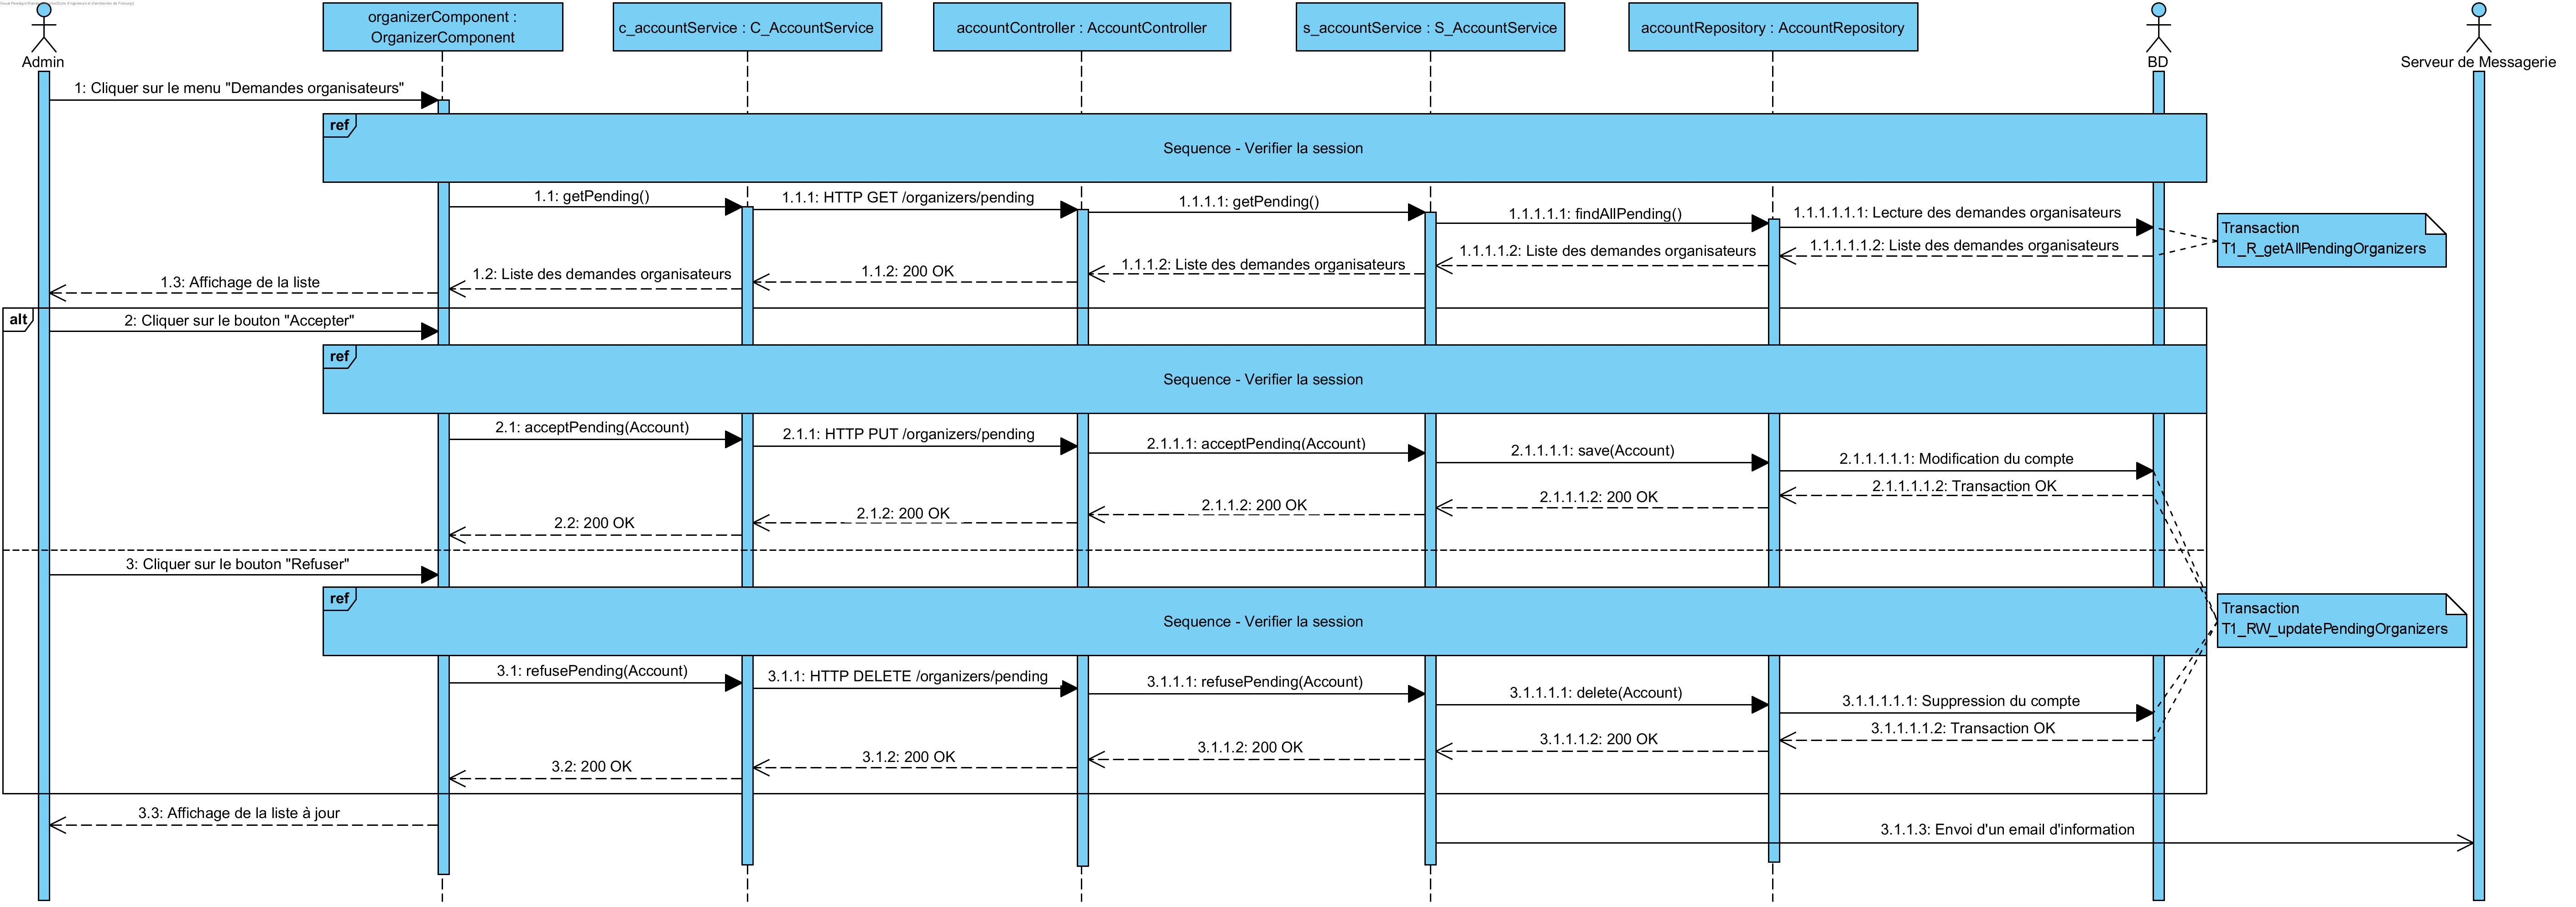 organizerComponent :
OrganizerComponent
c_accountService : C_AccountService
accountController : AccountController
s_accountService : S_AccountService
accountRepository : AccountRepository
Admin
BD
Serveur de Messagerie
1: Cliquer sur le menu "Demandes organisateurs"
ref
Sequence - Verifier la session
1.1: getPending()
1.1.1: HTTP GET /organizers/pending
1.1.1.1: getPending()
1.1.1.1.1: findAllPending()
1.1.1.1.1.1: Lecture des demandes organisateurs
Transaction
T1_R_getAllPendingOrganizers
1.1.1.1.1.2: Liste des demandes organisateurs
1.1.1.1.2: Liste des demandes organisateurs
1.1.1.2: Liste des demandes organisateurs
1.1.2: 200 OK
1.2: Liste des demandes organisateurs
1.3: Affichage de la liste
alt
2: Cliquer sur le bouton "Accepter"
ref
Sequence - Verifier la session
2.1: acceptPending(Account)
2.1.1: HTTP PUT /organizers/pending
2.1.1.1: acceptPending(Account)
2.1.1.1.1: save(Account)
2.1.1.1.1.1: Modification du compte
2.1.1.1.1.2: Transaction OK
2.1.1.1.2: 200 OK
2.1.1.2: 200 OK
2.1.2: 200 OK
2.2: 200 OK
3: Cliquer sur le bouton "Refuser"
ref
Sequence - Verifier la session
Transaction
T1_RW_updatePendingOrganizers
3.1: refusePending(Account)
3.1.1: HTTP DELETE /organizers/pending
3.1.1.1: refusePending(Account)
3.1.1.1.1: delete(Account)
3.1.1.1.1.1: Suppression du compte
3.1.1.1.1.2: Transaction OK
3.1.1.1.2: 200 OK
3.1.1.2: 200 OK
3.1.2: 200 OK
3.2: 200 OK
3.3: Affichage de la liste à jour
3.1.1.3: Envoi d'un email d'information